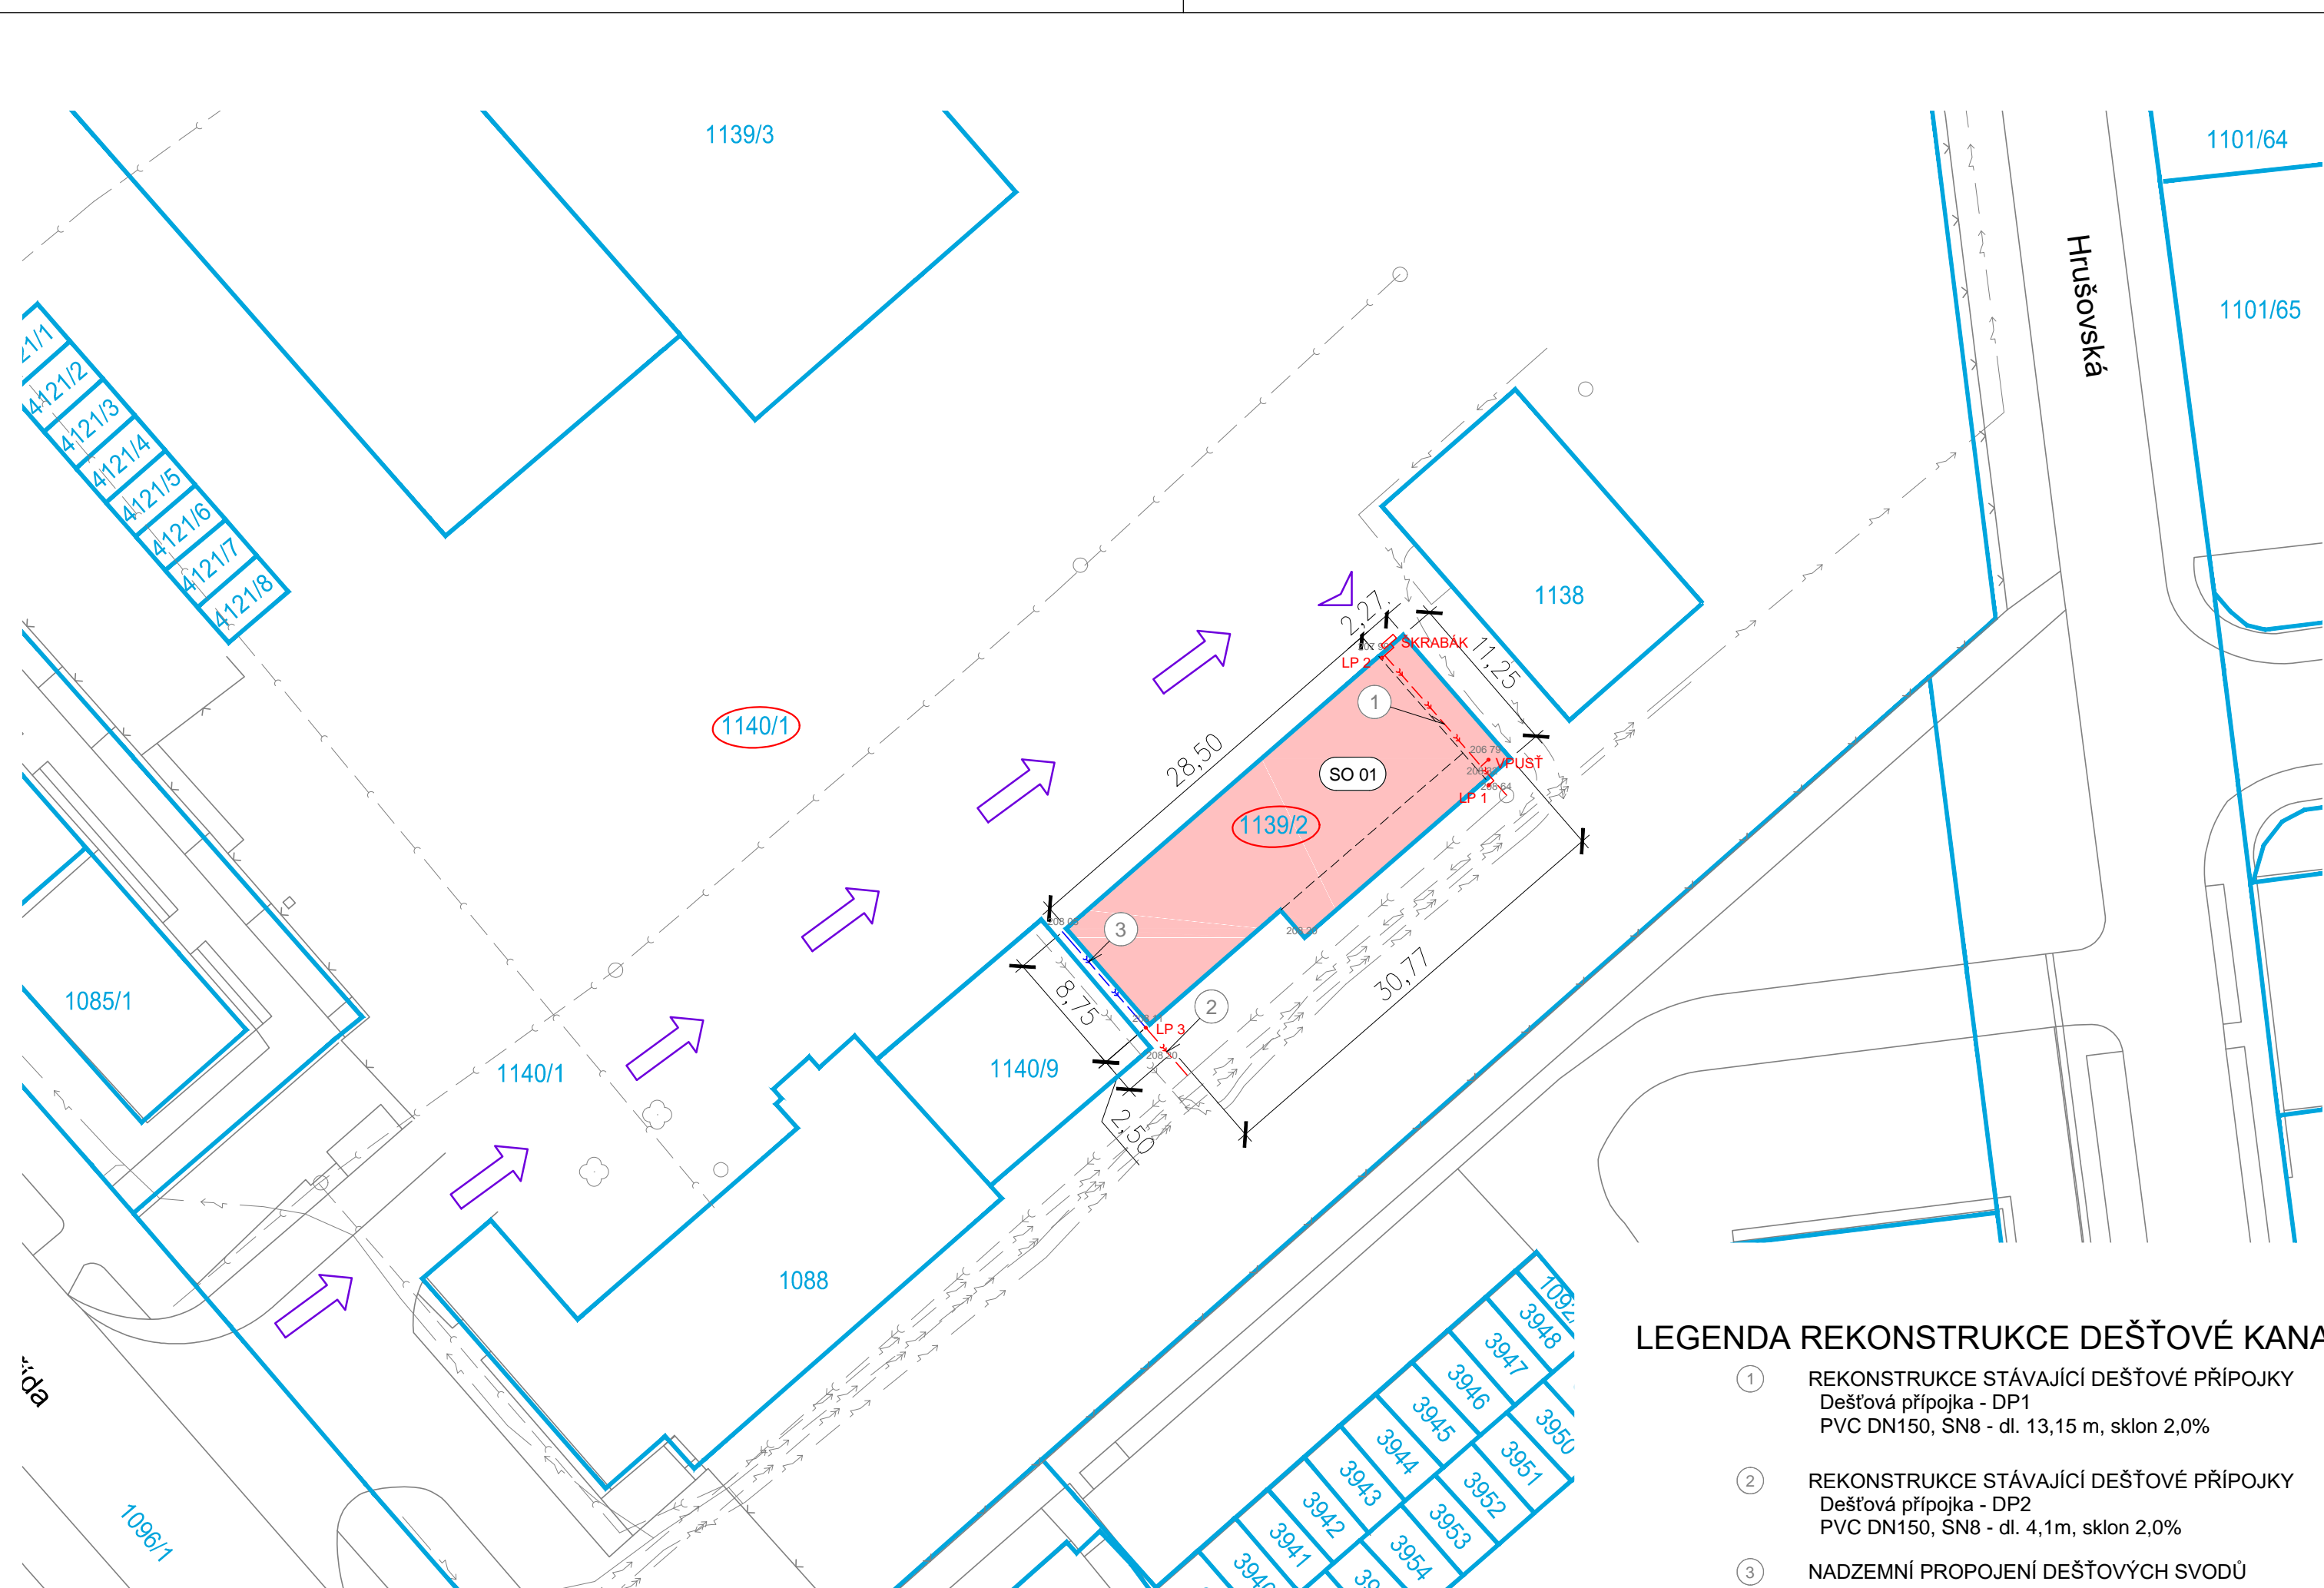 1139/3
1101/64
Hrušovská
1101/65
4121/2
4121/3
4121/4
4121/5
4121/6
4121/7
4121/8
1138
2,27
ŠKRABÁK
LP 2
11,25
1
1140/1
28,50
206 79
VPUSŤ
SO 01
LP 1
1139/2
3
30,77
1085/1
8,75
2
LP 3
1140/9
1140/1
2,50
1088
3948
3947
3946
3945
3944
3943
3942
3941
3950
3951
3952
3953
3954
1096/1
LEGENDA REKONSTRUKCE DEŠŤOVÉ KANA
1 REKONSTRUKCE STÁVAJÍCÍ DEŠŤOVÉ PŘÍPOJKY
Dešťová přípojka - DP1
PVC DN150, SN8 - dl. 13,15 m, sklon 2,0%
2 REKONSTRUKCE STÁVAJÍCÍ DEŠŤOVÉ PŘÍPOJKY
Dešťová přípojka - DP2
PVC DN150, SN8 - dl. 4,1m, sklon 2,0%
3 NADZEMNÍ PROPOJENÍ DEŠŤOVÝCH SVODŮ